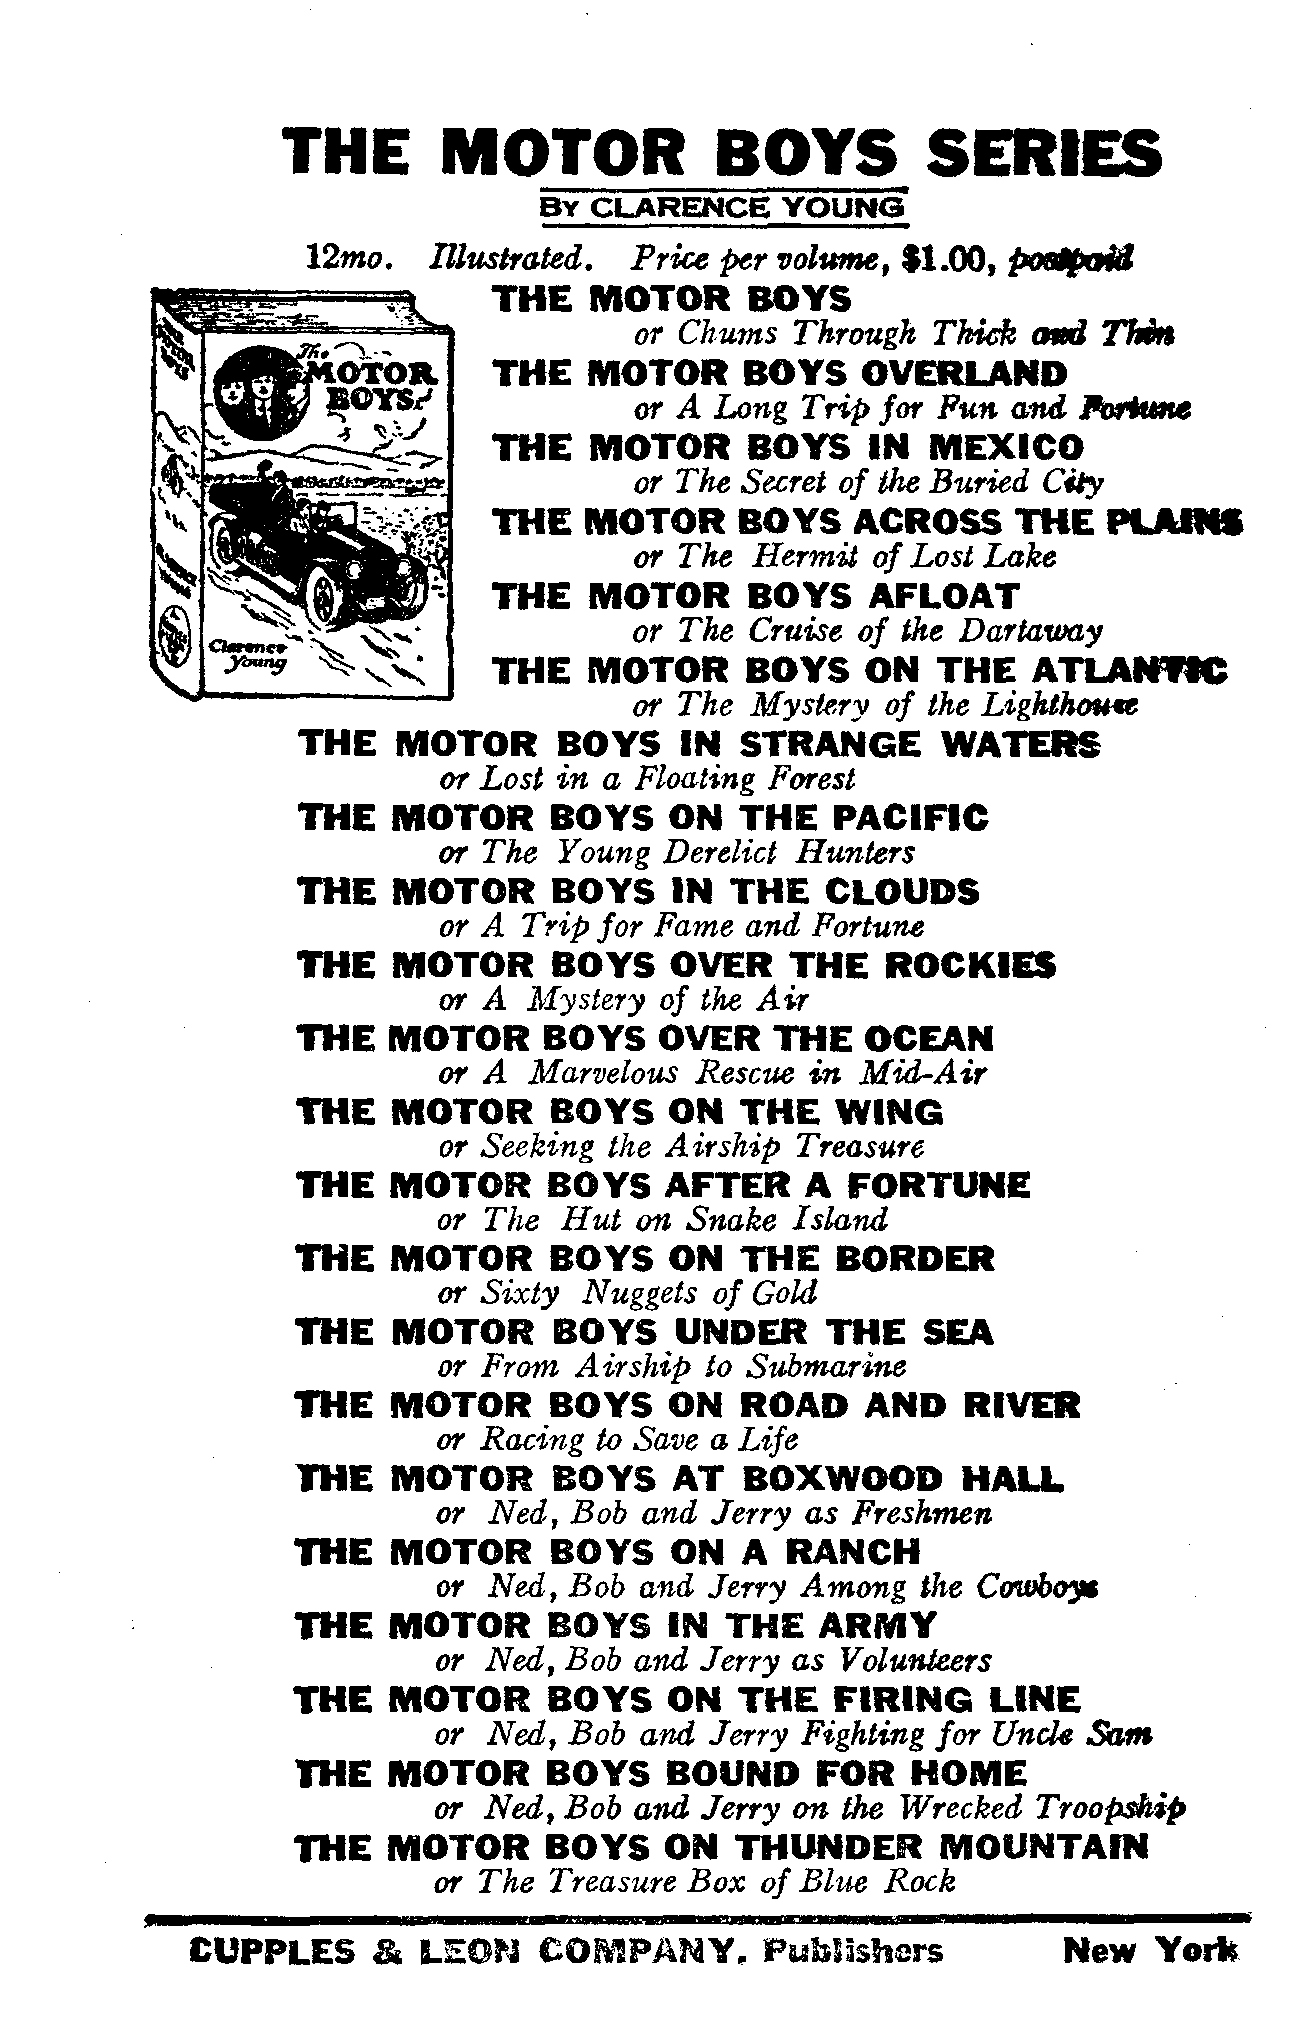 THE MOTOR BOYS SERIES
BY CLARENCE YOUNG
12mo. Illustrated. Price per volume, $1.00, postpaid
THE MOTOR BOYS
or Chums Through Thick and Thin
THE MOTOR BOYS OVERLAND
or A Long Trip for Fun and Fortune
THE MOTOR BOYS IN MEXICO
or The Secret of the Buried City
THE MOTOR BOYS ACROSS THE PLAINS
or The Hermit of Lost Lake
THE MOTOR BOYS AFLOAT
or The Cruise of the Dartaway
THE MOTOR BOYS ON THE ATLANTIC
or The Mystery of the Lighthouse
The
MOTOR
BOYS
Clarence
Young
THE MOTOR BOYS IN STRANGE WATERS
or Lost in a Floating Forest
THE MOTOR BOYS ON THE PACIFIC
or The Young Derelict Hunters
THE MOTOR BOYS IN THE CLOUDS
or A Trip for Fame and Fortune
THE MOTOR BOYS OVER THE ROCKIES
or A Mystery of the Air
THE MOTOR BOYS OVER THE OCEAN
or A Marvelous Rescue in Mid-Air
THE MOTOR BOYS ON THE WING
or Seeking the Airship Treasure
THE MOTOR BOYS AFTER A FORTUNE
or The Hut on Snake Island
THE MOTOR BOYS ON THE BORDER
or Sixty Nuggets of Gold
THE MOTOR BOYS UNDER THE SEA
or From Airship to Submarine
THE MOTOR BOYS ON ROAD AND RIVER
or Racing to Save a Life
THE MOTOR BOYS AT BOXWOOD HALL
or Ned, Bob and Jerry as Freshmen
THE MOTOR BOYS ON A RANCH
or Ned, Bob and Jerry Among the Cowboys
THE MOTOR BOYS IN THE ARMY
or Ned, Bob and Jerry as Volunteers
THE MOTOR BOYS ON THE FIRING LINE
or Ned, Bob and Jerry Fighting for Uncle Sam
THE MOTOR BOYS BOUND FOR HOME
or Ned, Bob and Jerry on the Wrecked Troopship
THE MOTOR BOYS ON THUNDER MOUNTAIN
or The Treasure Box of Blue Rock
CUPPLES & LEON COMPANY, Publishers New York